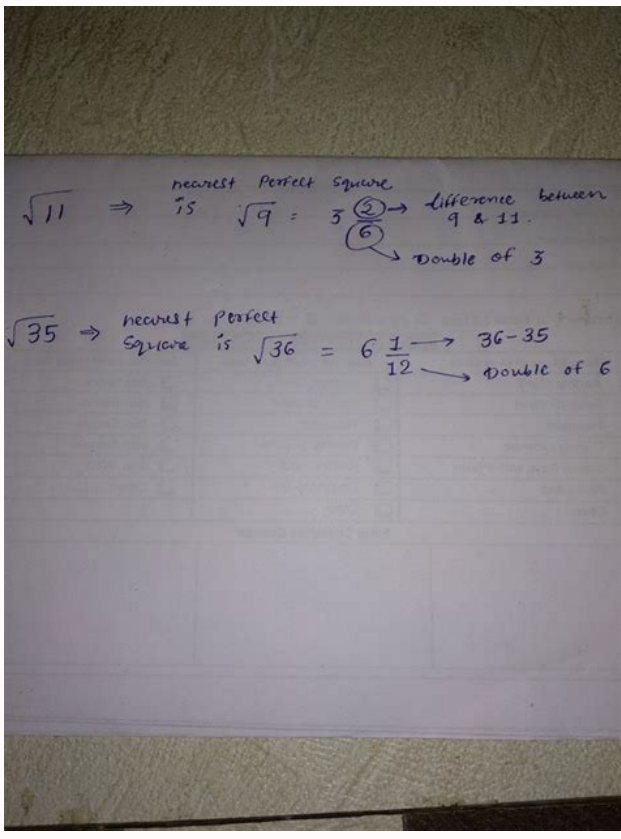 √11 ⇒ nearest Perfect Square
is √9 = 3 2/6 → difference between
9 & 11.
→ Double of 3
√35 ⇒ nearest Perfect
Square is √36 = 6 1/12 → 36-35
→ Double of 6